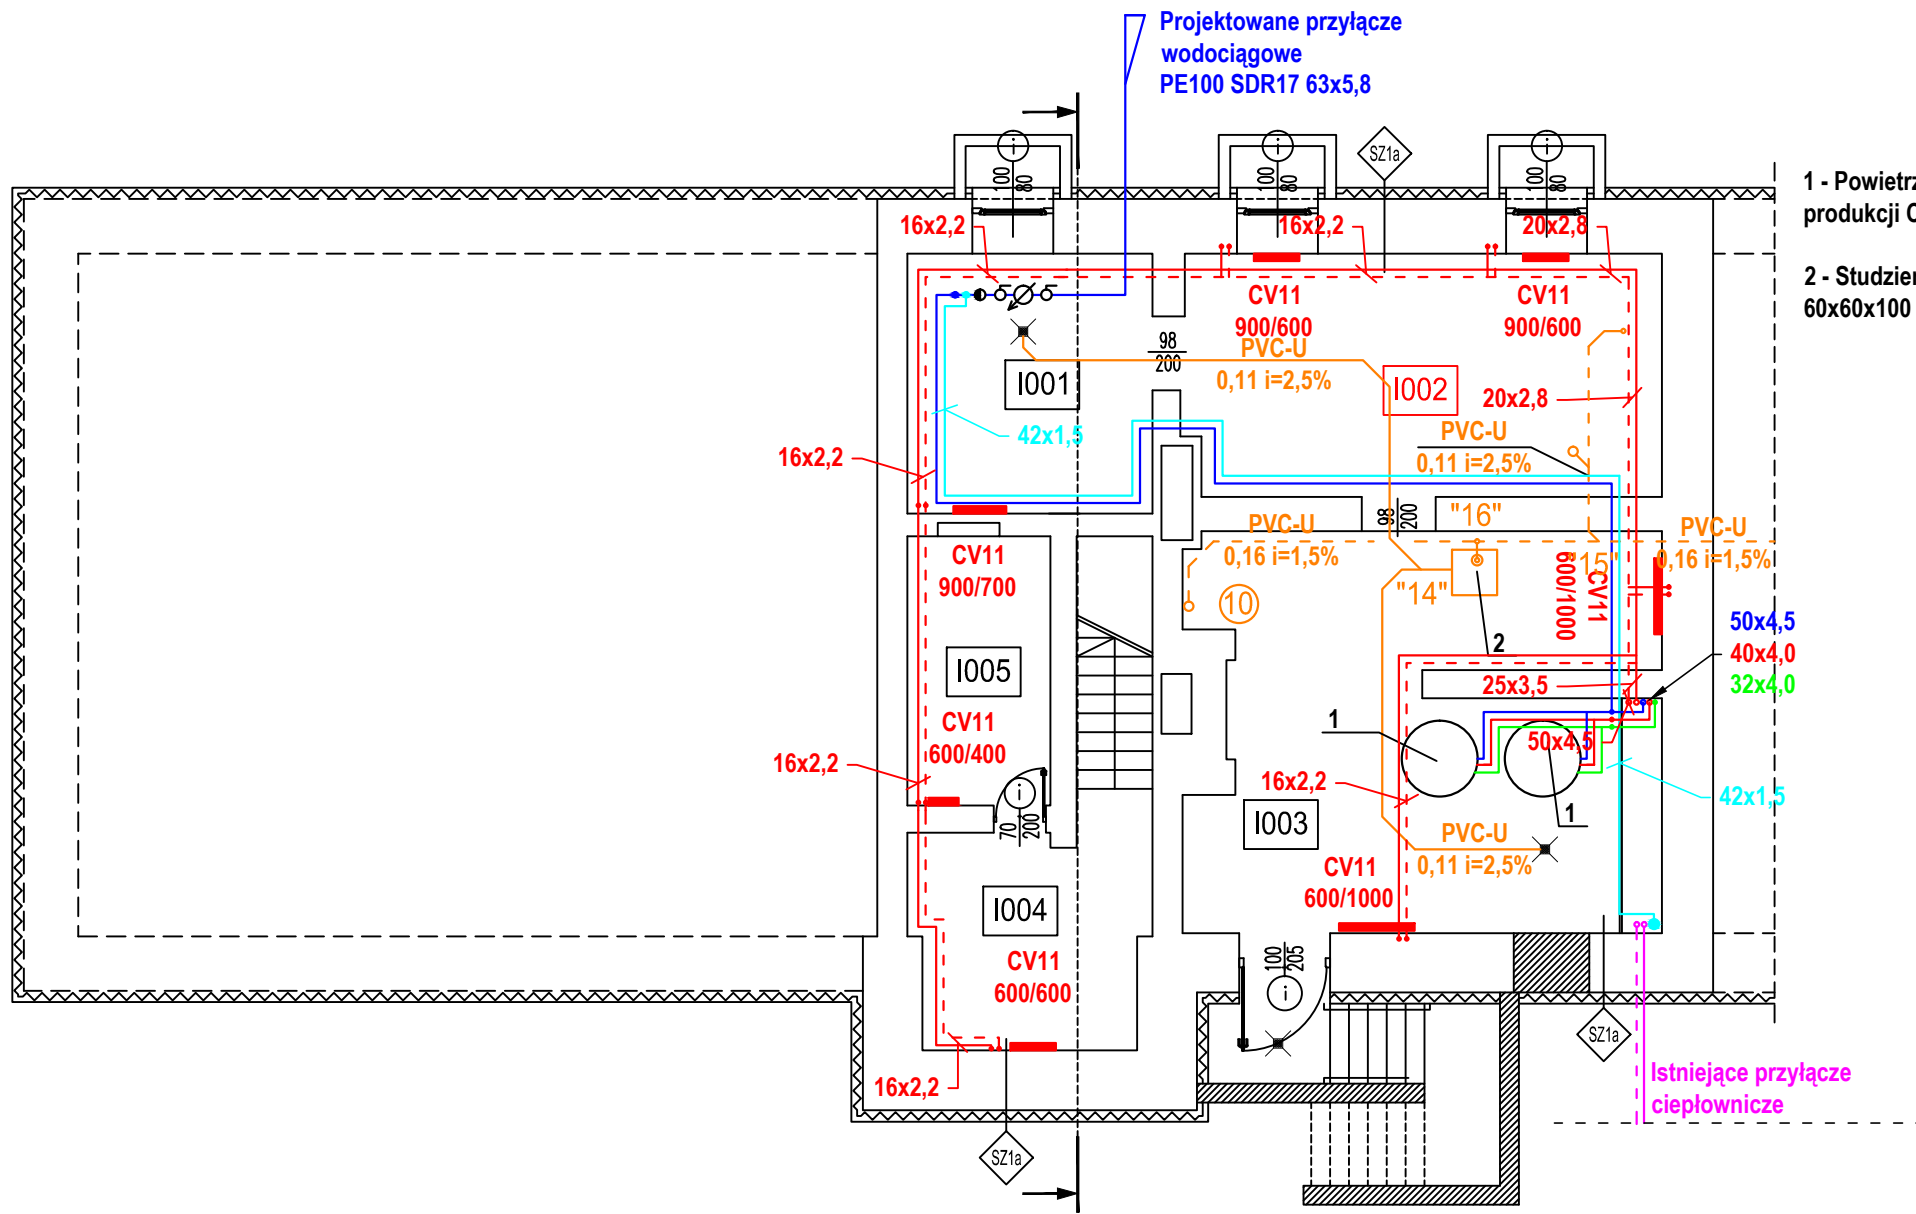 Projektowane przyłącze
wodociągowe
PE100 SDR17 63x5,8
1 - Powietrz
produkcji C
2 - Studzien
60x60x100
i
100
80
i
100
80
SZ1a
i
100
80
16x2,2
16x2,2
20x2,8
CV11
900/600
CV11
900/600
PVC-U
0,11 i=2,5%
98
200
I001
I002
20x2,8
42x1,5
PVC-U
0,11 i=2,5%
16x2,2
98
200
"16"
PVC-U
0,16 i=1,5%
PVC-U
0,16 i=1,5%
"15"
"14"
10
CV11
900/700
CV11
600/1000
50x4,5
40x4,0
32x4,0
2
I005
25x3,5
CV11
600/400
1
50x4,5
16x2,2
16x2,2
42x1,5
i
70
200
1
I003
PVC-U
0,11 i=2,5%
CV11
600/1000
I004
CV11
600/600
100
205
i
SZ1a
16x2,2
Istniejące przyłącze
ciepłownicze
SZ1a